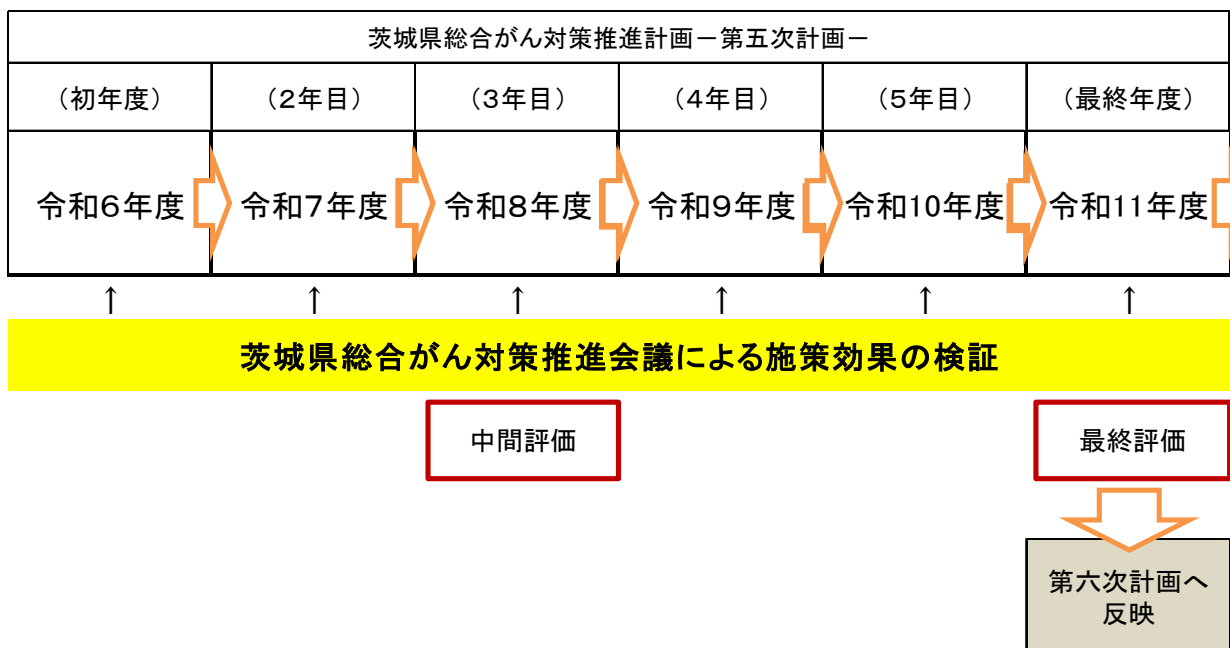 茨城県総合がん対策推進計画－第五次計画－
（初年度） （２年目） （３年目） （４年目） （５年目） （最終年度）
令和６年度 令和７年度 令和８年度 令和９年度 令和10年度 令和11年度
↑ ↑ ↑ ↑ ↑ ↑
茨城県総合がん対策推進会議による施策効果の検証
中間評価 最終評価
第六次計画へ
反映